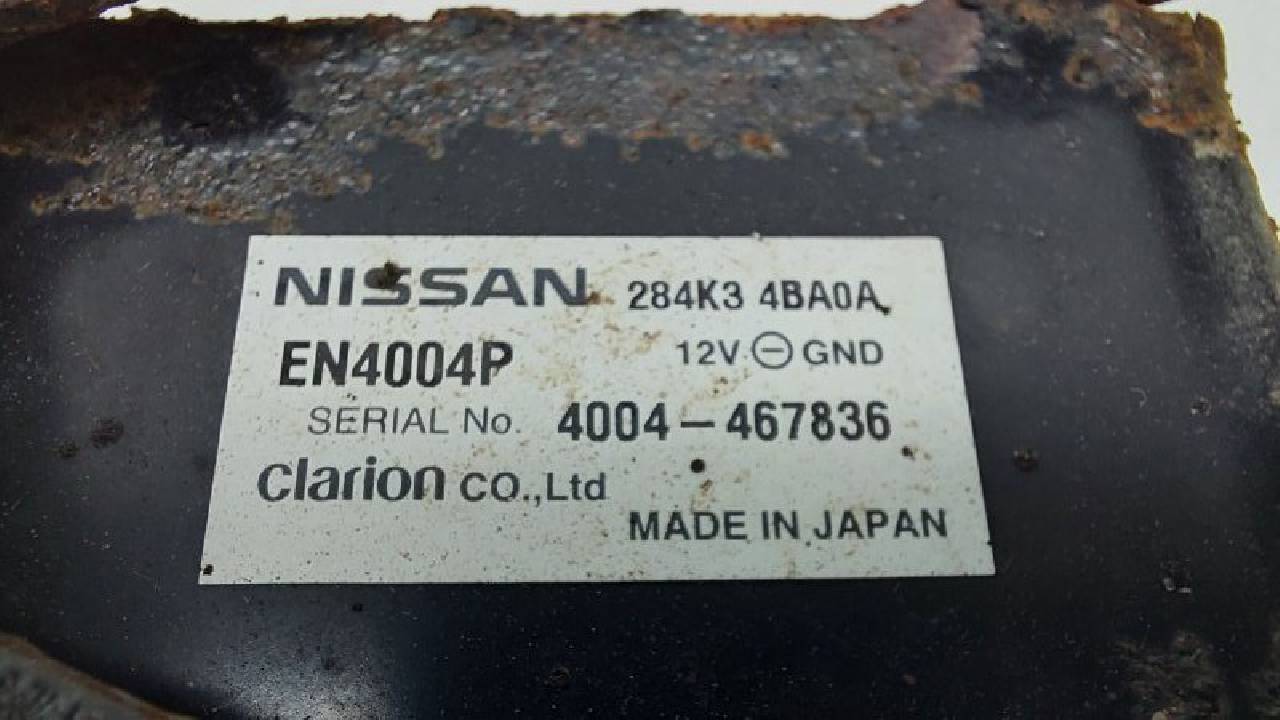 NISSAN 284K3 4BA0A
EN4004P 12V ⊖ GND
SERIAL No. 4004-467836
Clarion CO.,Ltd
MADE IN JAPAN